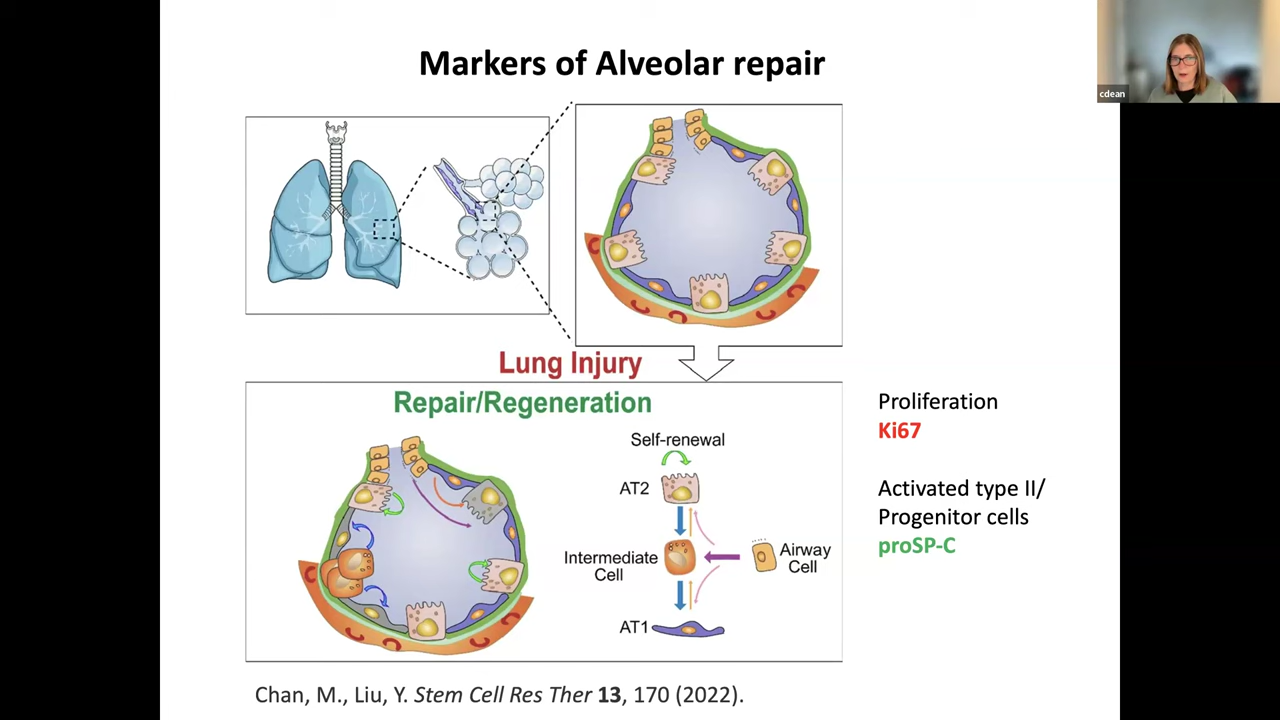 Markers of Alveolar repair
cdean
Lung Injury
Repair/Regeneration
Self-renewal
AT2
Intermediate
Cell
Airway
Cell
AT1
Proliferation
Ki67
Activated type II/
Progenitor cells
proSP-C
Chan, M., Liu, Y. Stem Cell Res Ther 13, 170 (2022).